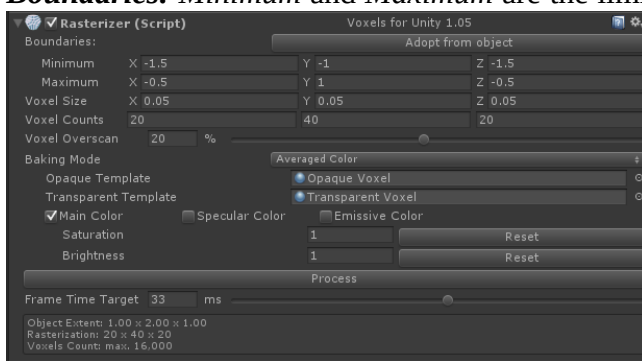 Boundaries: Minimum and Maximum are the
Rasterizer (Script) Voxels for Unity 1.05
Boundaries: Adopt from object
Minimum X -1.5 Y -1 Z -1.5
Maximum X -0.5 Y 1 Z -0.5
Voxel Size X 0.05 Y 0.05 Z 0.05
Voxel Counts 20 40 20
Voxel Overscan 20 %
Baking Mode Averaged Color
Opaque Template Opaque Voxel
Transparent Template Transparent Voxel
Main Color Specular Color Emissive Color
Saturation 1 Reset
Brightness 1 Reset
Process
Frame Time Target 33 ms
Object Extent: 1.00 x 2.00 x 1.00
Rasterization: 20 x 40 x 20
Voxels Count: max. 16,000